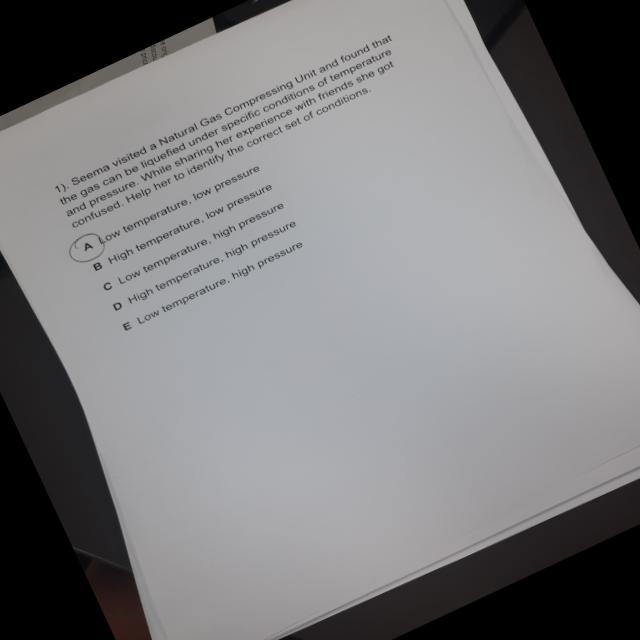 1). Seema visited a Natural Gas Compressing Unit and found that
the gas can be liquefied under specific conditions of temperature
and pressure. While sharing her experience with friends she got
confused. Help her to identify the correct set of condition.
A ow temperature, low pressure
B High temperature, low pressure
C Low temperature, high pressure
D High temperature, high pressure
E Low temperature, high pressure